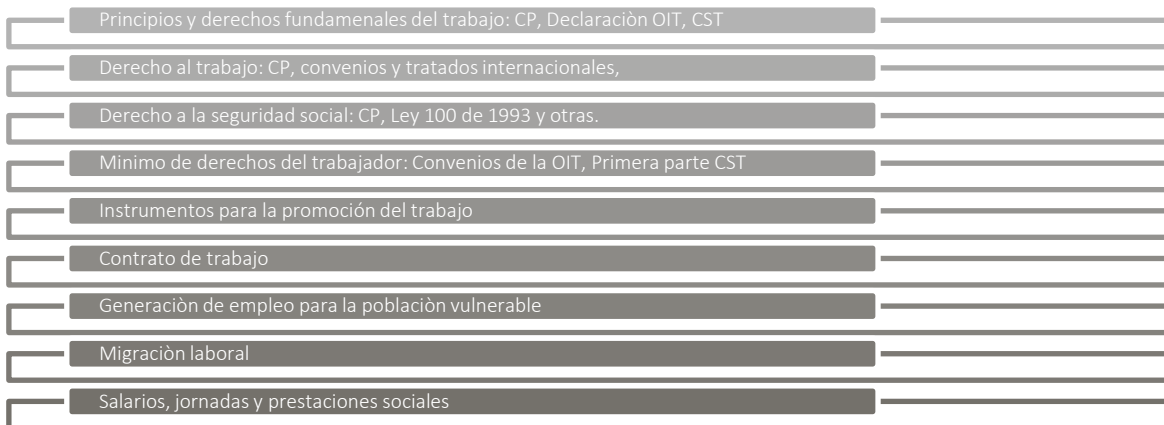 Principios y derechos fundamenales del trabajo: CP, Declaraciòn OIT, CST
Derecho al trabajo: CP, convenios y tratados internacionales,
Derecho a la seguridad social: CP, Ley 100 de 1993 y otras.
Minimo de derechos del trabajador: Convenios de la OIT, Primera parte CST
Instrumentos para la promoción del trabajo
Contrato de trabajo
Generaciòn de empleo para la poblaciòn vulnerable
Migraciòn laboral
Salarios, jornadas y prestaciones sociales